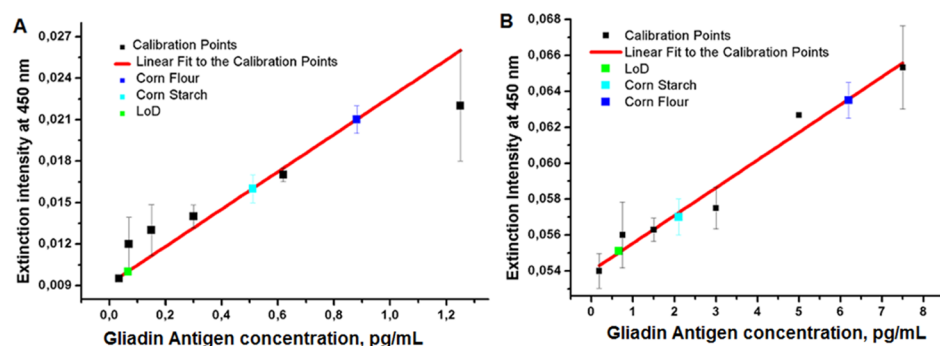 A
Extinction intensity at 450 nm
0,027
0,024
0,021
0,018
0,015
0,012
0,009
Calibration Points
Linear Fit to the Calibration Points
Corn Flour
Corn Starch
LoD
0,0 0,2 0,4 0,6 0,8 1,0 1,2
Gliadin Antigen concentration, pg/mL
B
Extinction Intensity at 450 nm
0,068
0,066
0,064
0,062
0,060
0,058
0,056
0,054
Calibration Points
Linear Fit to the Calibration Points
LoD
Corn Starch
Corn Flour
0 1 2 3 4 5 6 7 8
Gliadin Antigen concentration, pg/mL